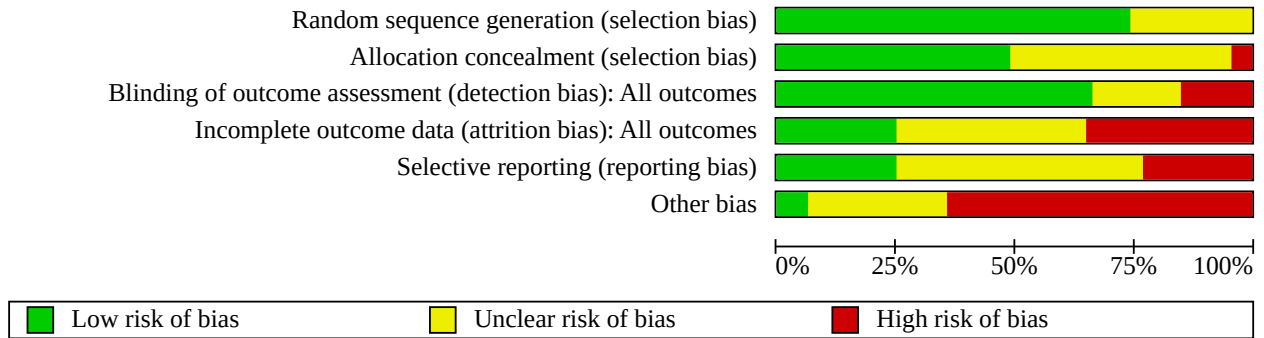 Random sequence generation (selection bias)
Allocation concealment (selection bias)
Blinding of outcome assessment (detection bias): All outcomes
Incomplete outcome data (attrition bias): All outcomes
Selective reporting (reporting bias)
Other bias
0% 25% 50% 75% 100%
Low risk of bias Unclear risk of bias High risk of bias